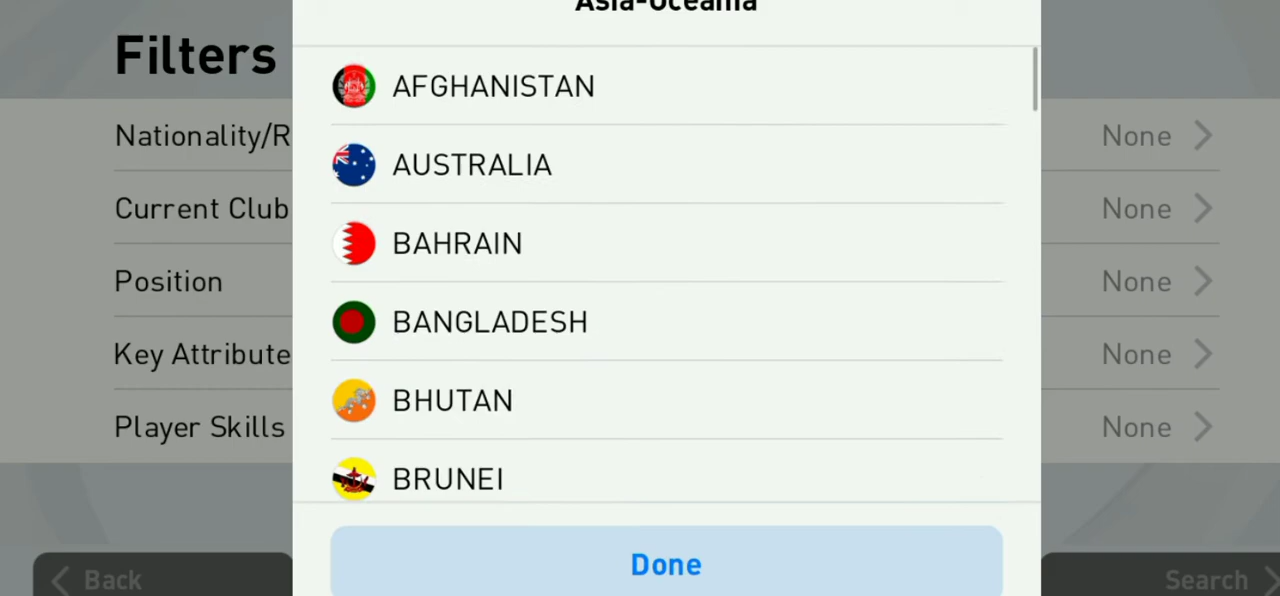 Asia-Oceania
Filters
AFGHANISTAN
Nationality/R
None
AUSTRALIA
Current Club
None
BAHRAIN
Position
None
BANGLADESH
Key Attribute
None
BHUTAN
Player Skills
None
BRUNEI
Done
Back
Search